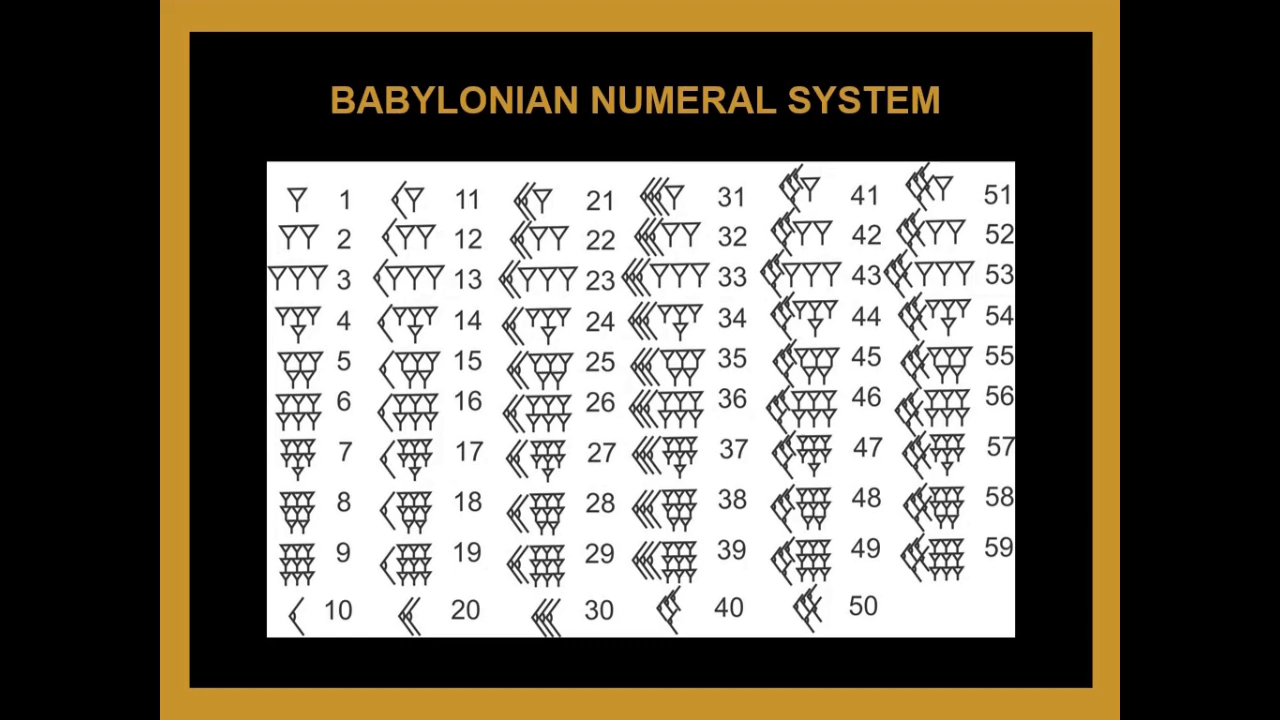 BABYLONIAN NUMERAL SYSTEM
1 11 21 31 41 51
2 12 22 32 42 52
3 13 23 33 43 53
4 14 24 34 44 54
5 15 25 35 45 55
6 16 26 36 46 56
7 17 27 37 47 57
8 18 28 38 48 58
9 19 29 39 49 59
10 20 30 40 50